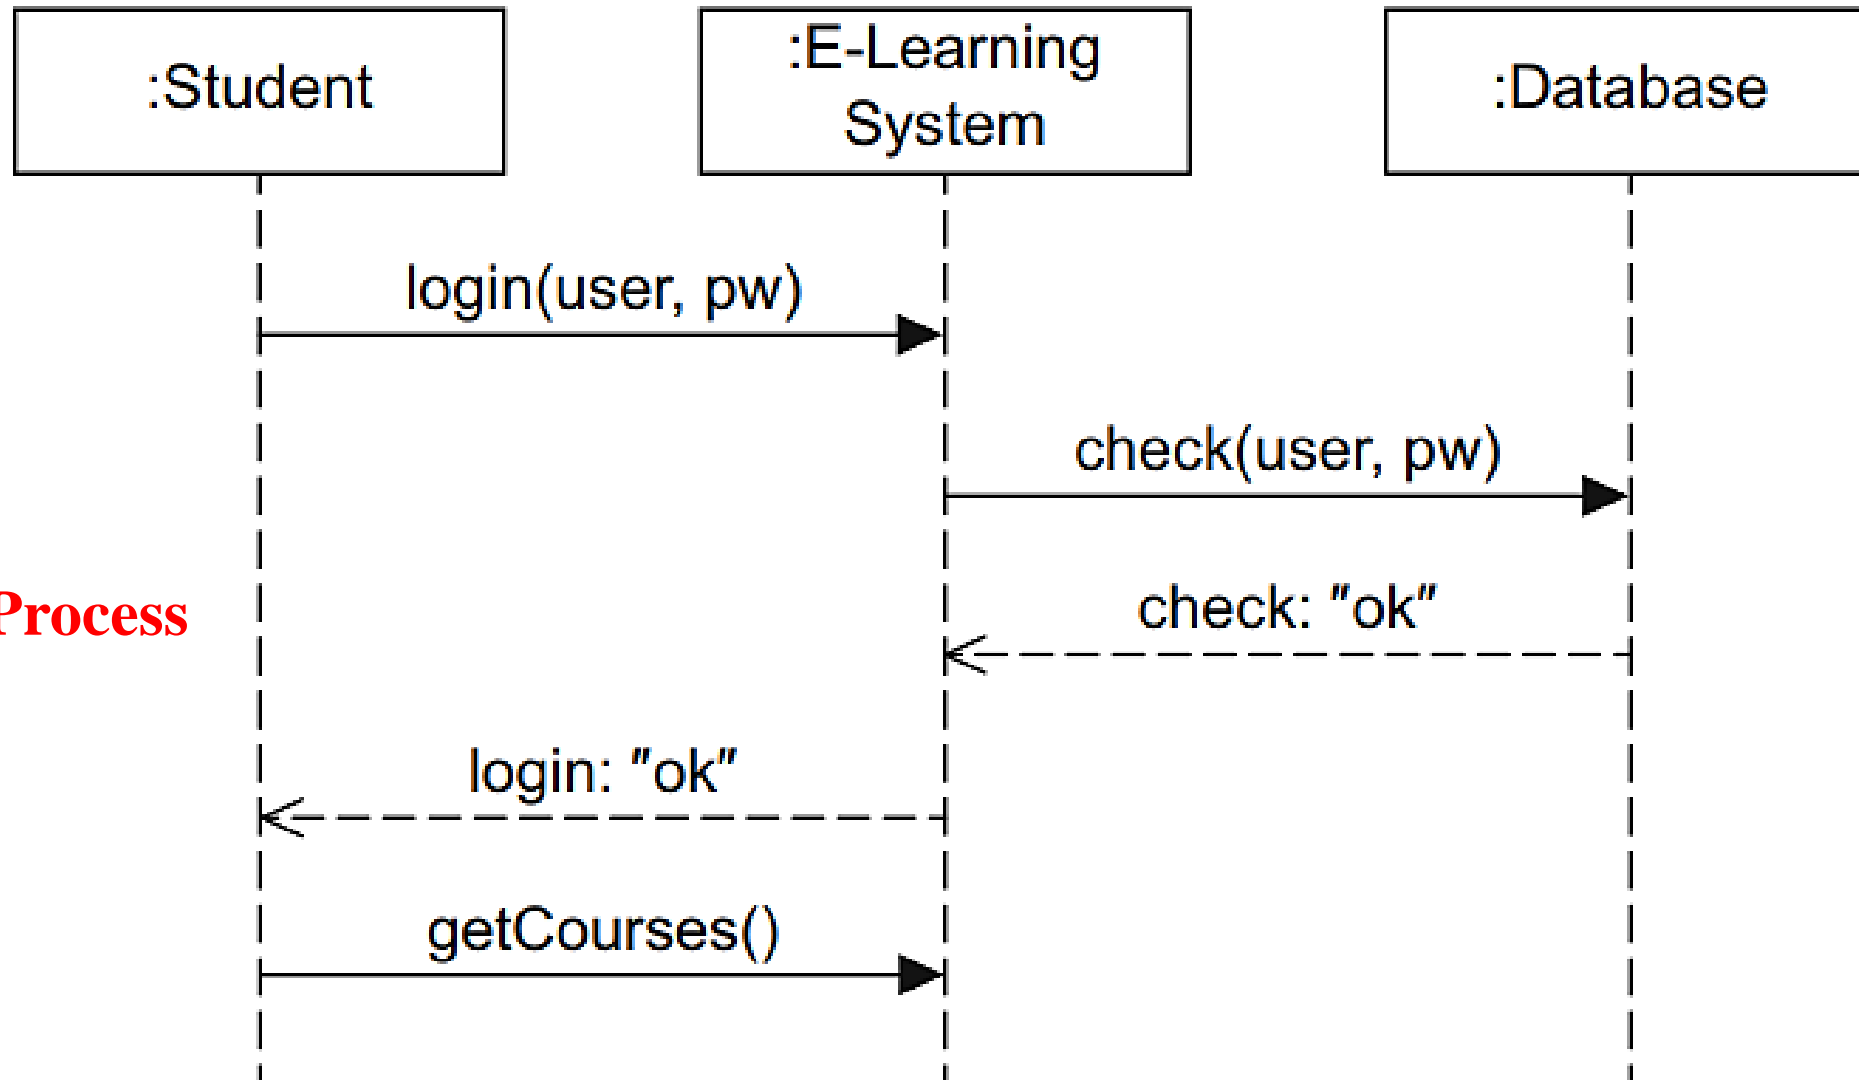 :Student
:E-Learning
System
:Database
login(user, pw)
check(user, pw)
Process
check: "ok"
login: "ok"
getCourses()